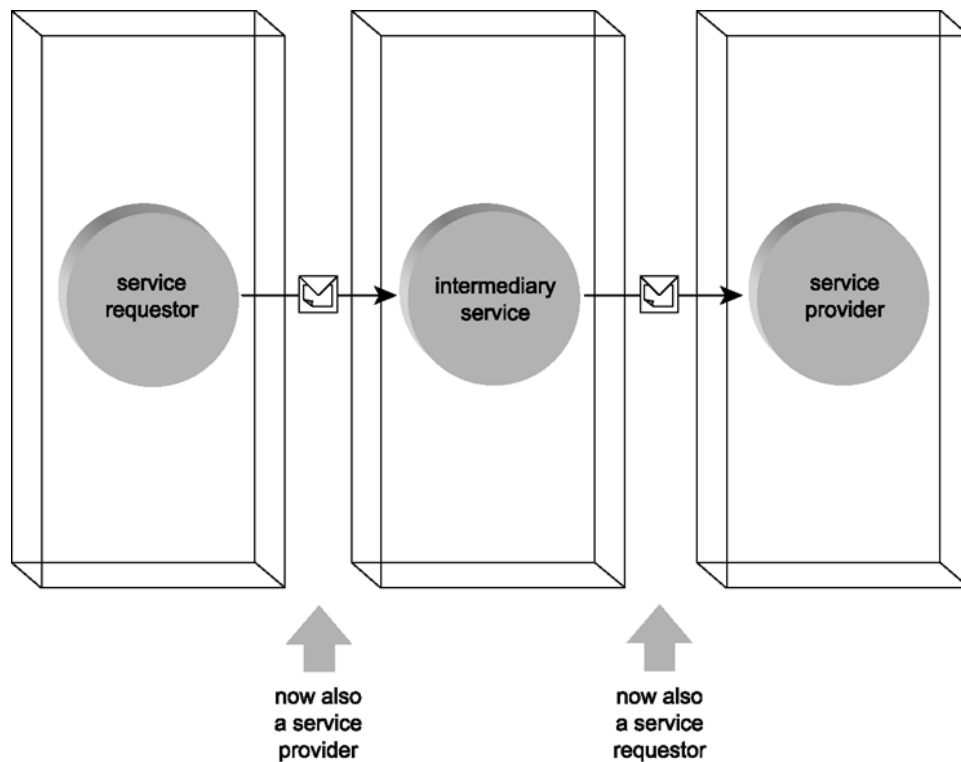 service
requestor
intermediary
service
service
provider
now also
a service
provider
now also
a service
requestor